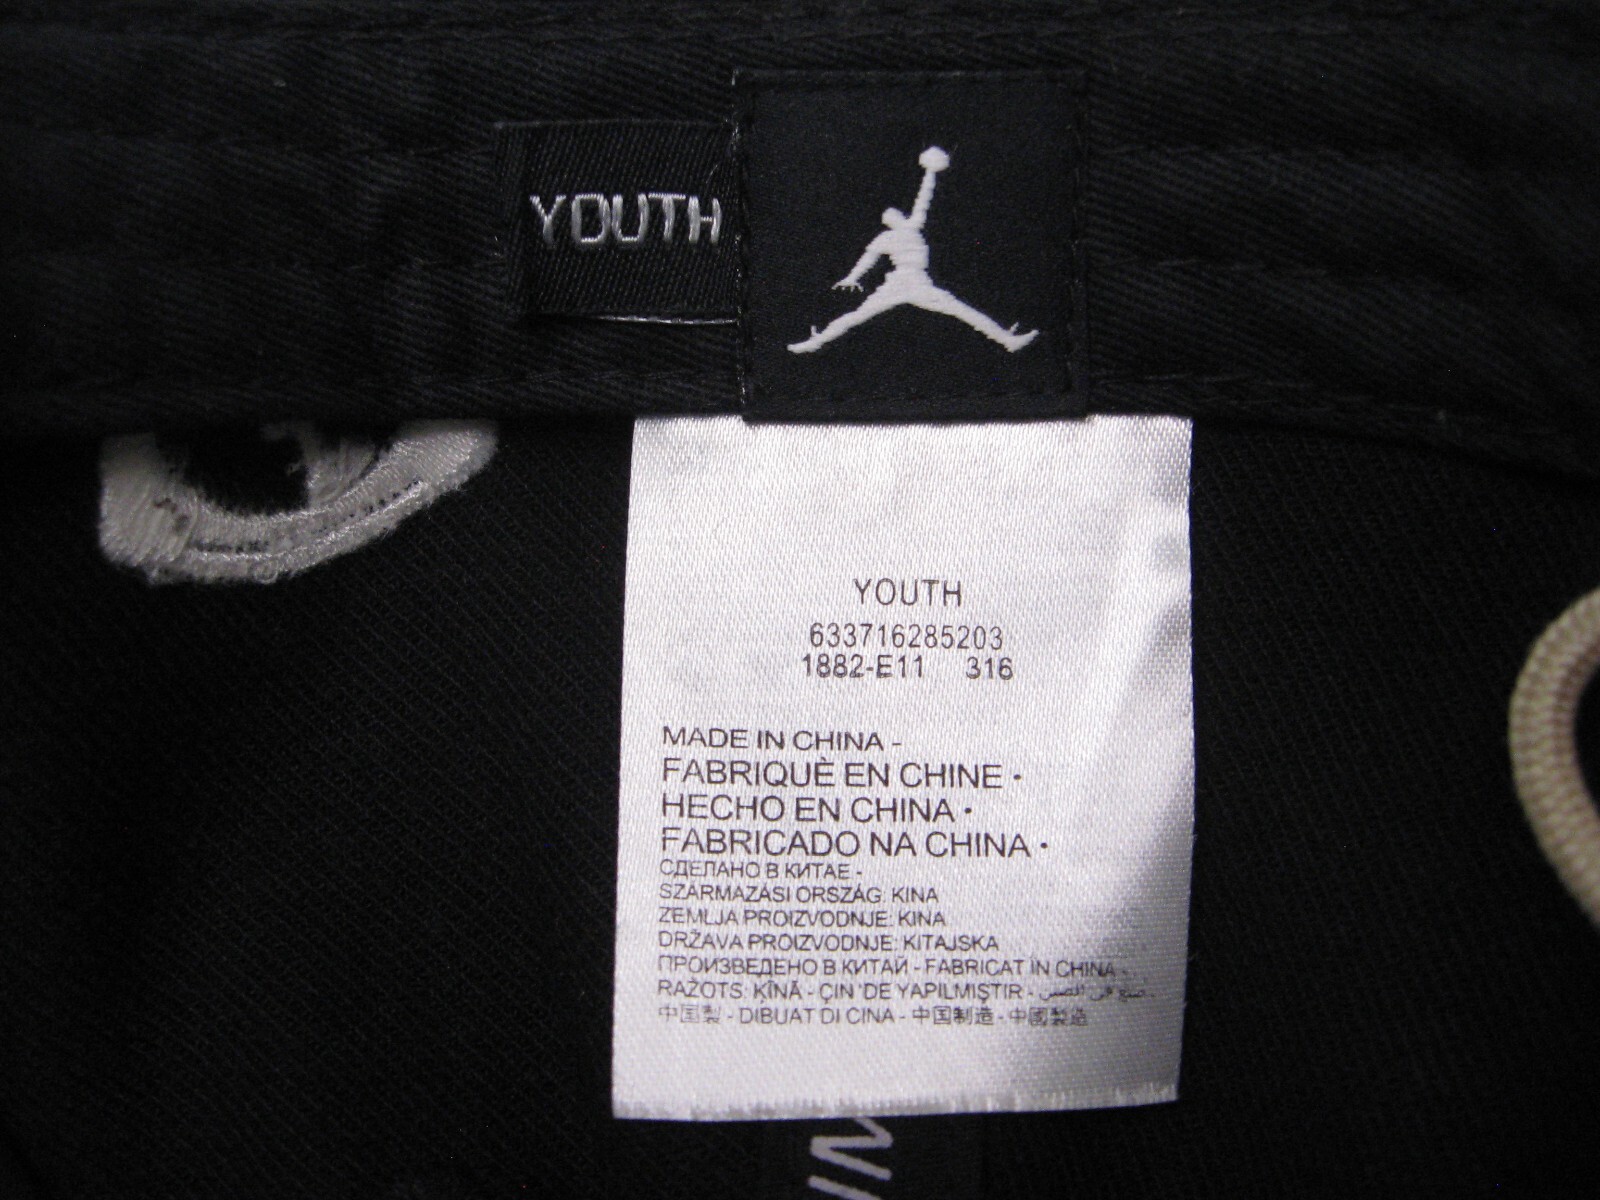 YOUTH
YOUTH
633716285203
1882-E11 316
MADE IN CHINA -
FABRIQUÈ EN CHINE •
HECHO EN CHINA •
FABRICADO NA CHINA •
СДЕЛАНО В КИТАЕ -
SZÁRMAZÁSI ORSZÁG: KINA
ZEMLJA PROIZVODNJE: KINA
DRŽAVA PROIZVODNJE: KITAJSKA
ПРОИЗВЕДЕНО В КИТАЙ - FABRICAT IN CHINA -
RAŽOTS: ĶĪNĀ - ÇIN 'DE YAPILMIŞTIR - صنع في الصين -
中国製 - DIBUAT DI CINA - 中国制造 - 中國製造